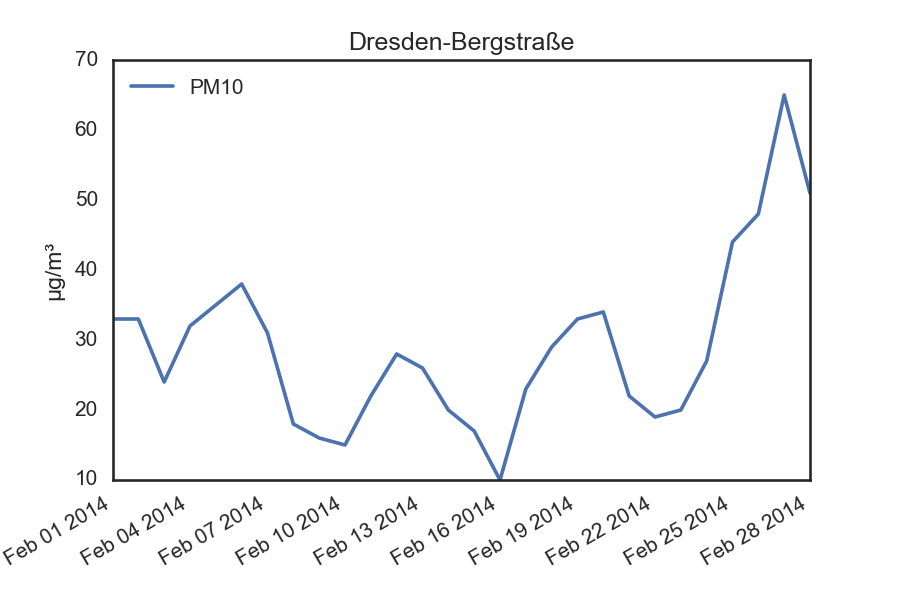 Dresden-Bergstraße
70
60
50
40
30
20
10
µg/m³
PM10
Feb 01 2014
Feb 04 2014
Feb 07 2014
Feb 10 2014
Feb 13 2014
Feb 16 2014
Feb 19 2014
Feb 22 2014
Feb 25 2014
Feb 28 2014